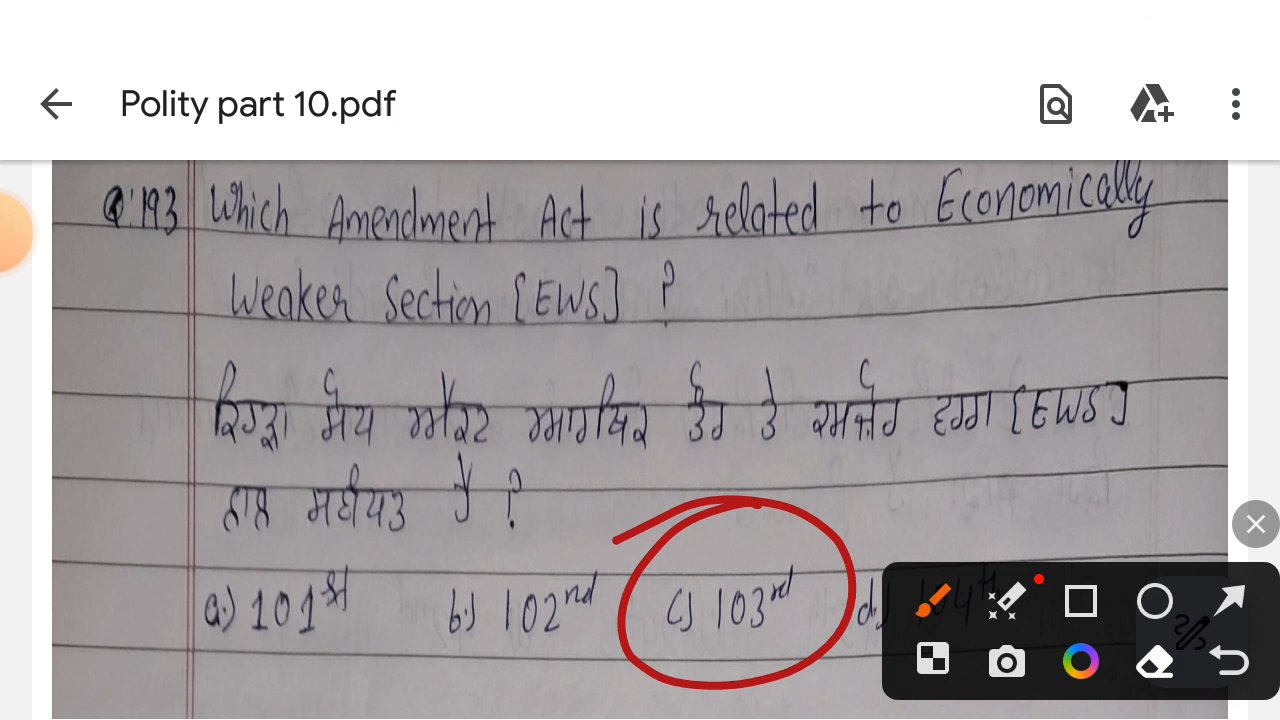 Polity part 10.pdf
Q.193 Which Amendment Act is related to Economically
Weaker Section [EWS] ?
ਕਿਹੜਾ ਸੋਧ ਐਕਟ ਆਰਥਿਕ ਤੌਰ ਤੇ ਕਮਜ਼ੋਰ ਵਰਗ [EWS]
ਨਾਲ ਸਬੰਧਤ ਹੈ ?
a.) 101st b.) 102nd c.) 103rd d.) 104th